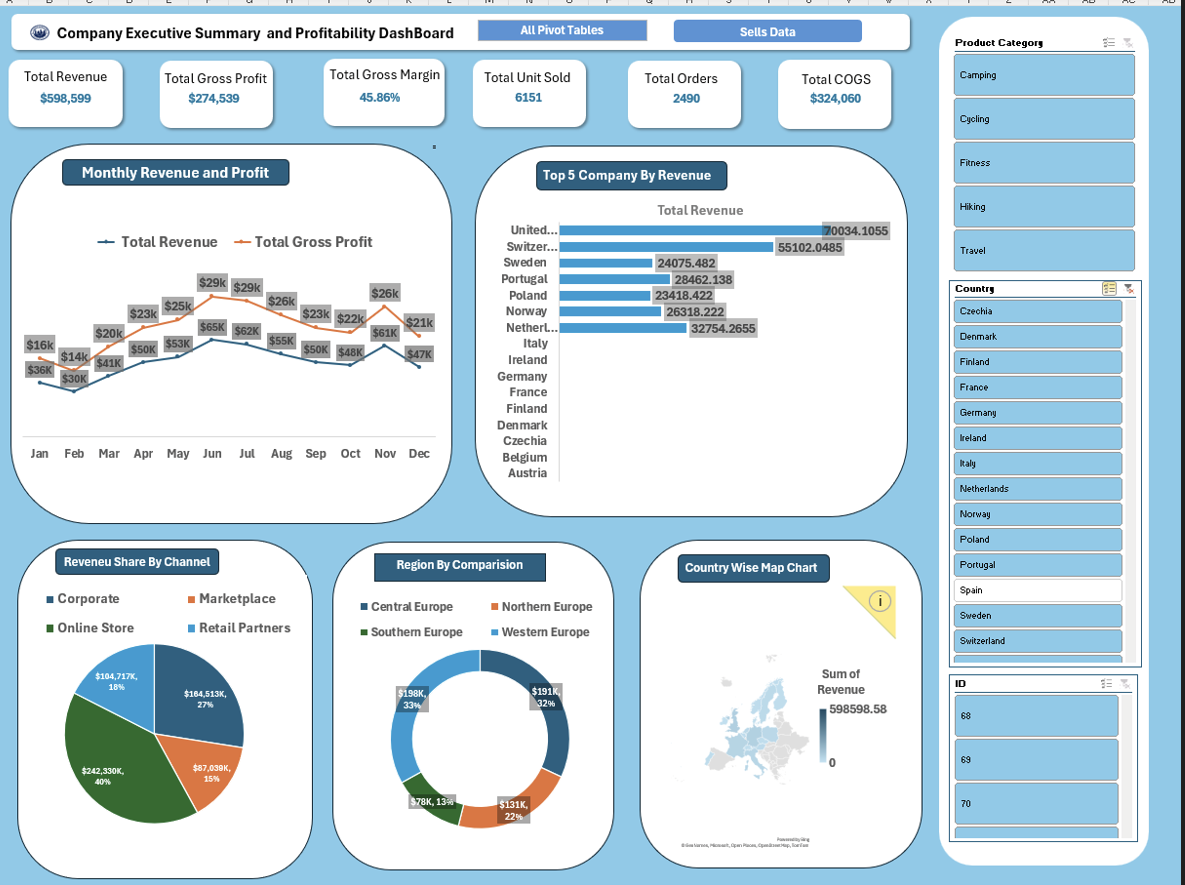 Company Executive Summary and Profitability DashBoard
All Pivot Tables
Sells Data
Total Revenue
$598,599
Total Gross Profit
$274,539
Total Gross Margin
45.86%
Total Unit Sold
6151
Total Orders
2490
Total COGS
$324,060
Monthly Revenue and Profit
Total Revenue
Total Gross Profit
$16k
$14k
$20k
$23k
$25k
$29k
$29k
$26k
$23k
$22k
$26k
$21k
$36K
$30K
$41K
$50K
$53K
$65K
$62K
$55K
$50K
$48K
$61K
$47K
Jan Feb Mar Apr May Jun Jul Aug Sep Oct Nov Dec
Top 5 Company By Revenue
Total Revenue
United... 70034.1055
Switzer... 55102.0485
Sweden 24075.482
Portugal 28462.138
Poland 23418.422
Norway 26318.222
Netherl... 32754.2655
Italy
Ireland
Germany
France
Finland
Denmark
Czechia
Belgium
Austria
Reveneu Share By Channel
Corporate
Marketplace
Online Store
Retail Partners
$104,717K,
18%
$164,513K,
27%
$242,330K,
40%
$87,039K,
15%
Region By Comparision
Central Europe
Northern Europe
Southern Europe
Western Europe
$198K,
33%
$191K,
32%
$78K, 13%
$131K,
22%
Country Wise Map Chart
i
Sum of
Revenue
598598.58
0
Powered by Bing
© GeoNames, Microsoft, Open Places, OpenStreetMap, TomTom
Product Category
Camping
Cycling
Fitness
Hiking
Travel
Country
Czechia
Denmark
Finland
France
Germany
Ireland
Italy
Netherlands
Norway
Poland
Portugal
Spain
Sweden
Switzerland
ID
68
69
70